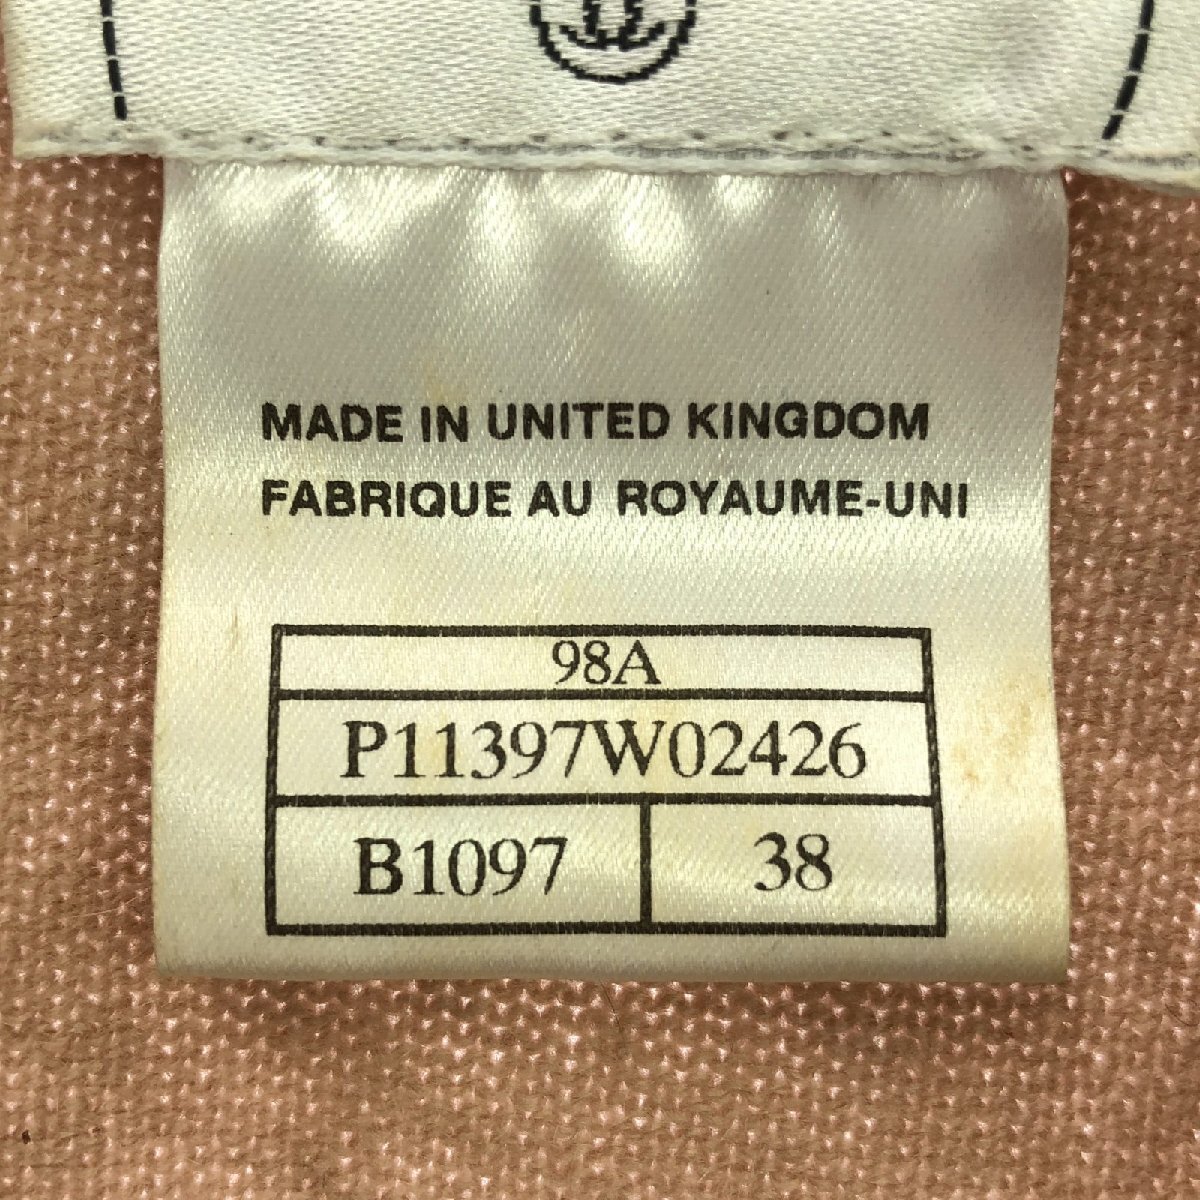 MADE IN UNITED KINGDOM
FABRIQUE AU ROYAUME-UNI
98A
P11397W02426
B1097
38